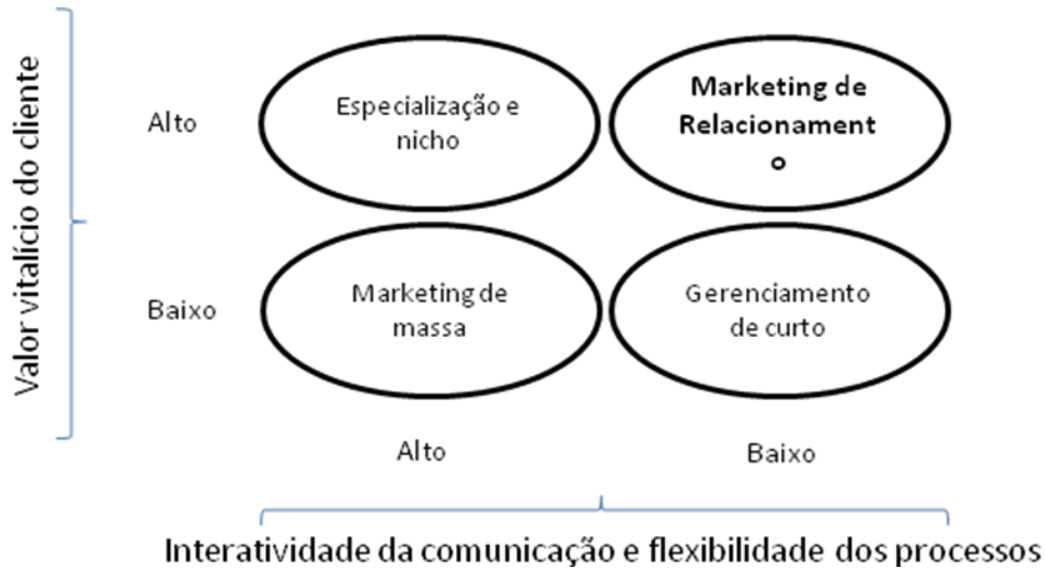 Valor vitalício do cliente
Alto
Especialização e
nicho
Marketing de
Relacionament
o
Baixo
Marketing de
massa
Gerenciamento
de curto
Alto
Baixo
Interatividade da comunicação e flexibilidade dos processos